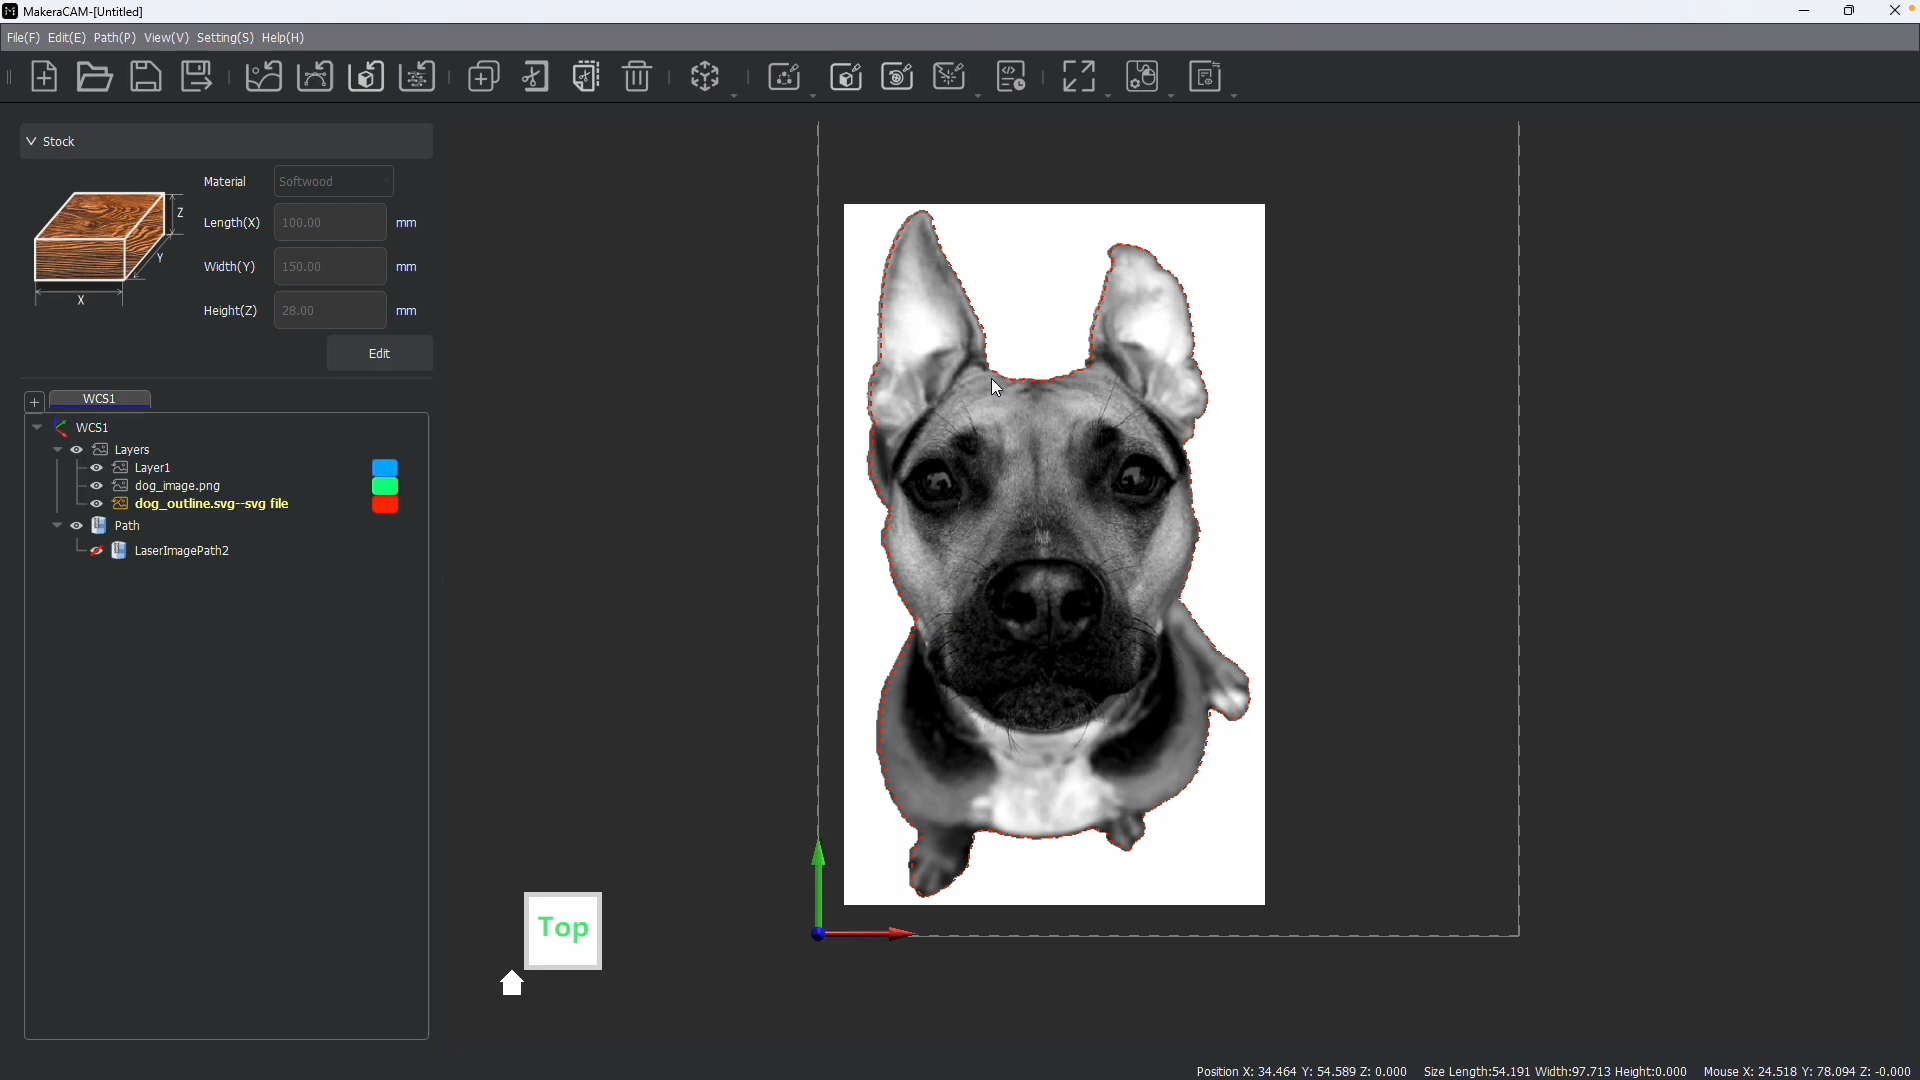 MakeraCAM-[Untitled]
File(F) Edit(E) Path(P) View(V) Setting(S) Help(H)
Stock
Material Softwood
Length(X) 100.00 mm
Width(Y) 150.00 mm
Height(Z) 28.00 mm
Z
Y
X
Edit
+ WCS1
WCS1
Layers
Layer1
dog_image.png
dog_outline.svg--svg file
Path
LaserImagePath2
Top
Position X: 34.464 Y: 54.589 Z: 0.000 Size Length:54.191 Width:97.713 Height:0.000 Mouse X: 24.518 Y: 78.094 Z: -0.000